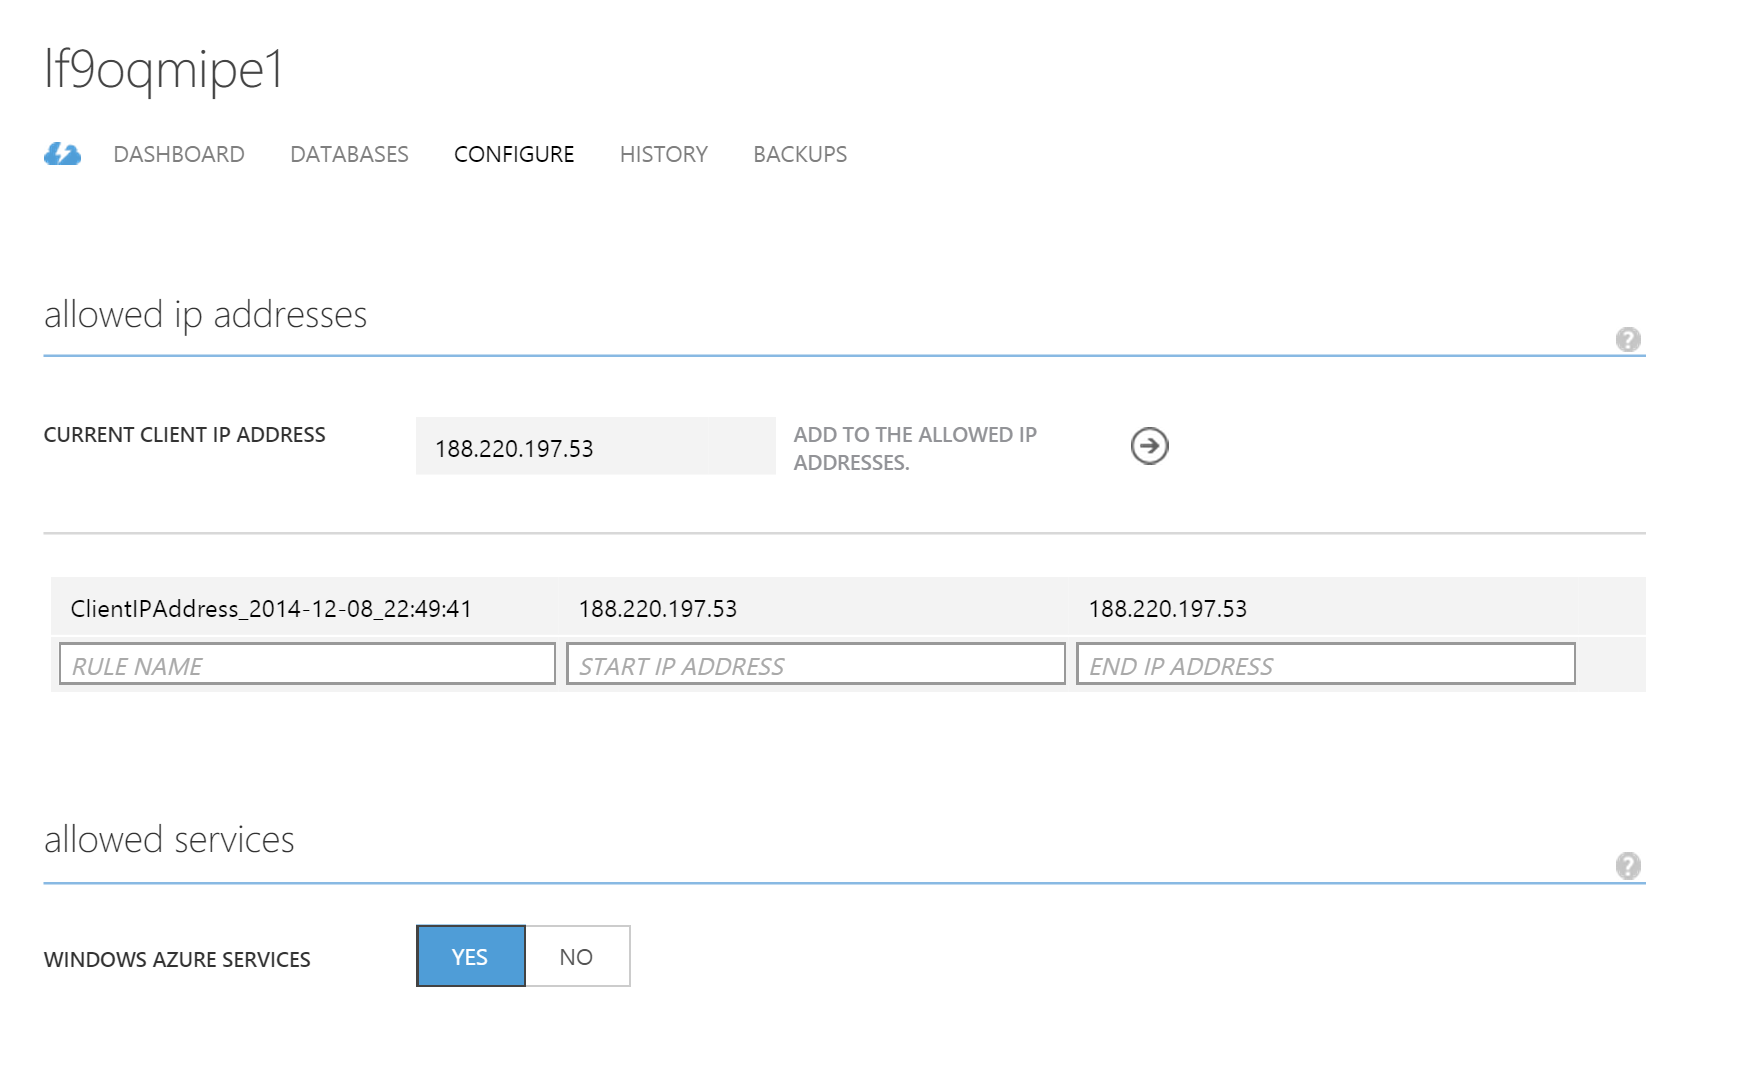 lf9oqmipe1
DASHBOARD DATABASES CONFIGURE HISTORY BACKUPS
allowed ip addresses
?
CURRENT CLIENT IP ADDRESS 188.220.197.53 ADD TO THE ALLOWED IP
ADDRESSES.
ClientIPAddress_2014-12-08_22:49:41 188.220.197.53 188.220.197.53
RULE NAME START IP ADDRESS END IP ADDRESS
allowed services
?
WINDOWS AZURE SERVICES YES NO